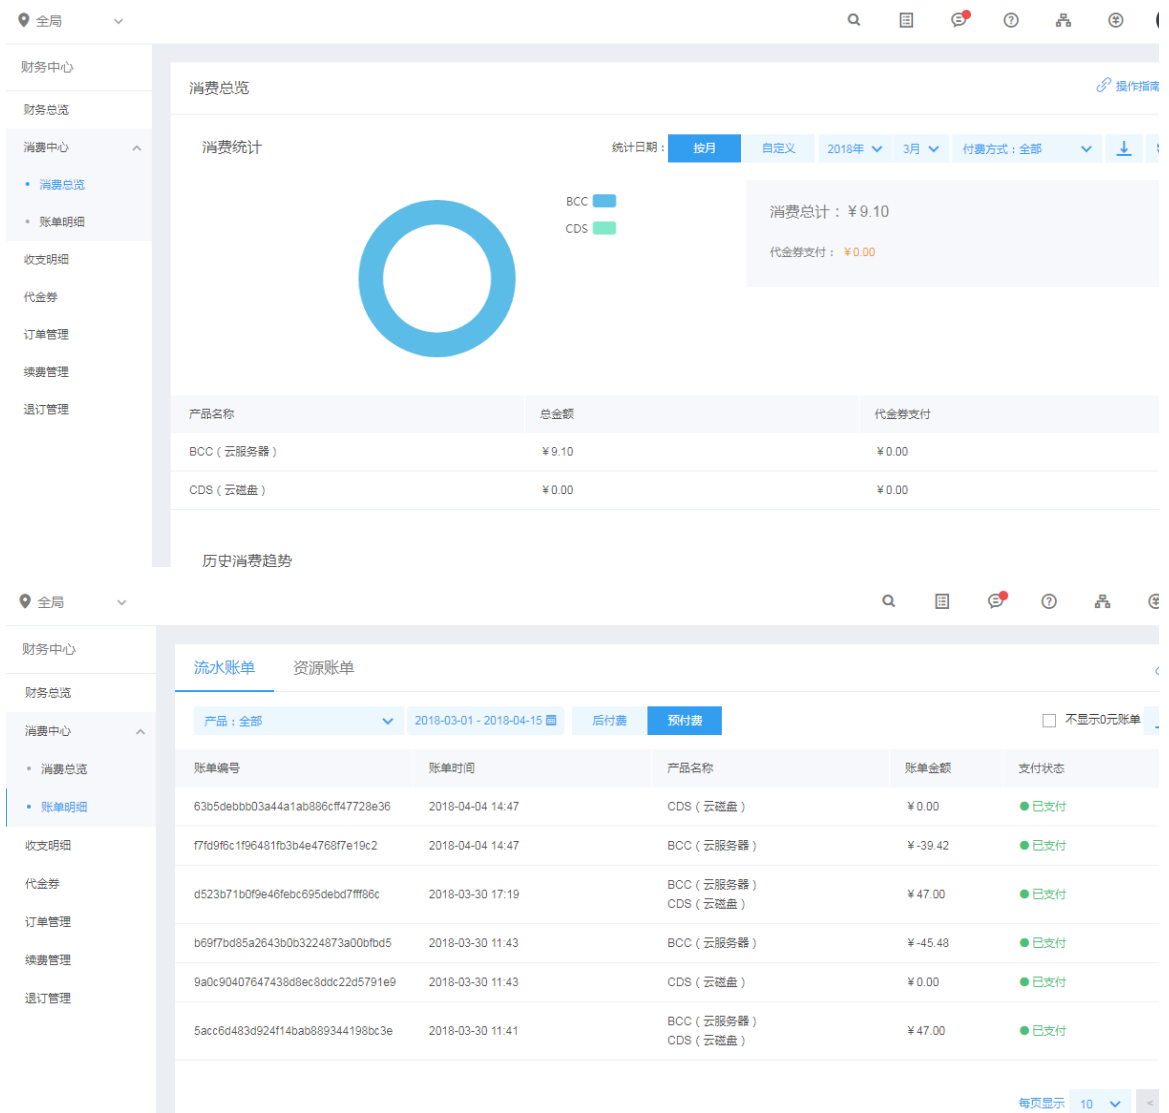 全局
财务中心
消费总览
操作指南
财务总览
消费中心
消费统计
统计日期：
按月
自定义
2018年
3月
付费方式：全部
消费总览
BCC
消费总计：¥9.10
账单明细
CDS
代金券支付：
¥0.00
收支明细
代金券
订单管理
续费管理
退订管理
产品名称
总金额
代金券支付
BCC（云服务器）
¥9.10
¥0.00
CDS（云磁盘）
¥0.00
¥0.00
历史消费趋势
全局
财务中心
流水账单
资源账单
财务总览
产品：全部
2018-03-01 - 2018-04-15
后付费
预付费
不显示0元账单
消费中心
消费总览
账单编号
账单时间
产品名称
账单金额
支付状态
账单明细
63b5debbb03a44a1ab886cff47728e36
2018-04-04 14:47
CDS（云磁盘）
¥0.00
已支付
收支明细
f7fd9f6c1f96481fb3b4e4768f7e19c2
2018-04-04 14:47
BCC（云服务器）
¥-39.42
已支付
代金券
d523b71b0f9e46febc695debd7fff86c
2018-03-30 17:19
BCC（云服务器）
CDS（云磁盘）
¥47.00
已支付
订单管理
b69f7bd85a2643b0b3224873a00bfbd5
2018-03-30 11:43
BCC（云服务器）
¥-45.48
已支付
续费管理
9a0c90407647438d8ec8ddc22d5791e9
2018-03-30 11:43
CDS（云磁盘）
¥0.00
已支付
退订管理
5acc6d483d924f14bab889344198bc3e
2018-03-30 11:41
BCC（云服务器）
CDS（云磁盘）
¥47.00
已支付
每页显示
10